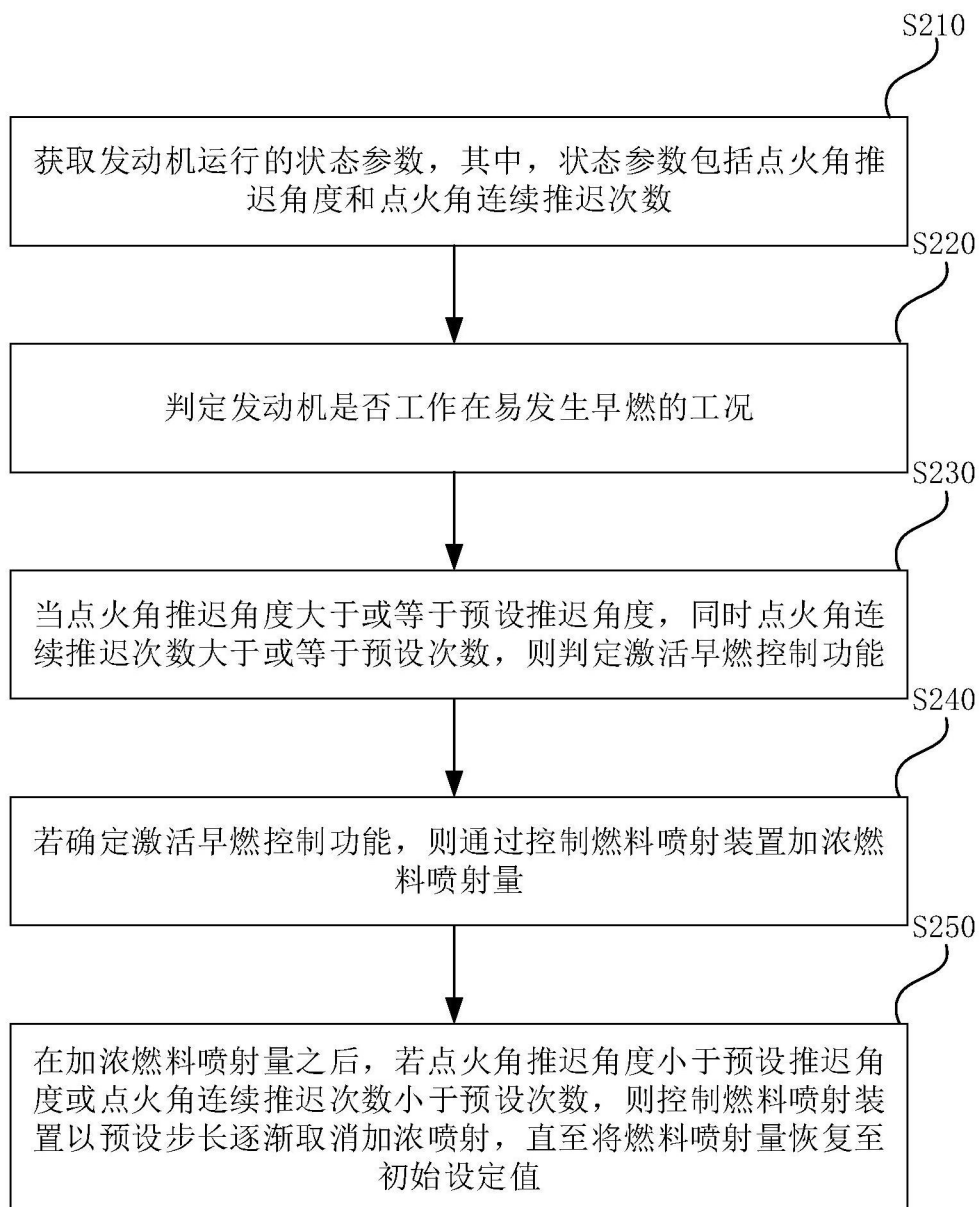 S210
获取发动机运行的状态参数，其中，状态参数包括点火角推
迟角度和点火角连续推迟次数
S220
判定发动机是否工作在易发生早燃的工况
S230
当点火角推迟角度大于或等于预设推迟角度，同时点火角连
续推迟次数大于或等于预设次数，则判定激活早燃控制功能
S240
若确定激活早燃控制功能，则通过控制燃料喷射装置加浓燃
料喷射量
S250
在加浓燃料喷射量之后，若点火角推迟角度小于预设推迟角
度或点火角连续推迟次数小于预设次数，则控制燃料喷射装
置以预设步长逐渐取消加浓喷射，直至将燃料喷射量恢复至
初始设定值